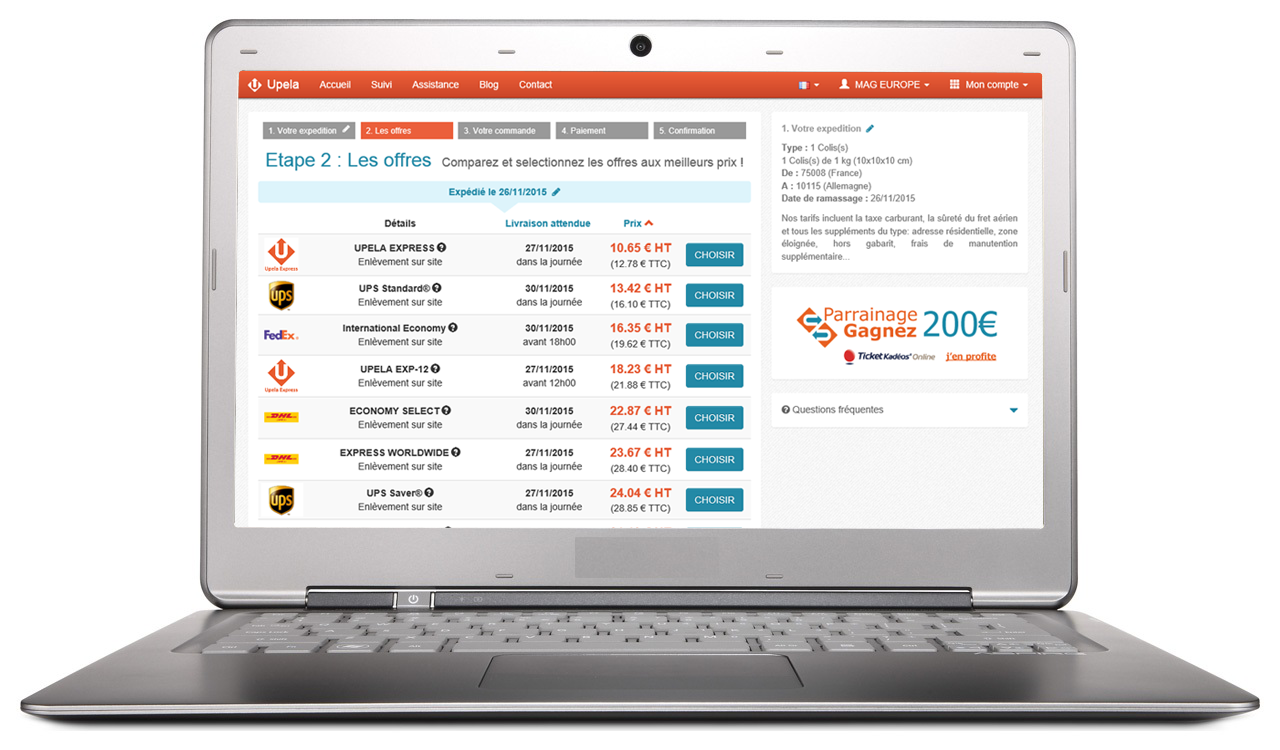 Upela Accueil Suivi Assistance Blog Contact MAG EUROPE Mon compte
1. Votre expedition 2. Les offres 3. Votre commande 4. Paiement 5. Confirmation
Etape 2 : Les offres Comparez et selectionnez les offres aux meilleurs prix !
Expédié le 26/11/2015
Détails Livraison attendue Prix
UPELA EXPRESS 27/11/2015 10.65 € HT
Enlèvement sur site dans la journée (12.78 € TTC) CHOISIR
Upela Express
UPS Standard® 30/11/2015 13.42 € HT
ups Enlèvement sur site dans la journée (16.10 € TTC) CHOISIR
International Economy 30/11/2015 16.35 € HT
FedEx Enlèvement sur site avant 18h00 (19.62 € TTC) CHOISIR
UPELA EXP-12 27/11/2015 18.23 € HT
Enlèvement sur site avant 12h00 (21.88 € TTC) CHOISIR
Upela Express
ECONOMY SELECT 30/11/2015 22.87 € HT
DHL Enlèvement sur site dans la journée (27.44 € TTC) CHOISIR
EXPRESS WORLDWIDE 27/11/2015 23.67 € HT
DHL Enlèvement sur site dans la journée (28.40 € TTC) CHOISIR
UPS Saver® 27/11/2015 24.04 € HT
ups Enlèvement sur site dans la journée (28.85 € TTC) CHOISIR
1. Votre expedition
Type : 1 Colis(s)
1 Colis(s) de 1 kg (10x10x10 cm)
De : 75008 (France)
A : 10115 (Allemagne)
Date de ramassage : 26/11/2015
Nos tarifs incluent la taxe carburant, la sûreté du fret aérien
et tous les suppléments du type: adresse résidentielle, zone
éloignée, hors gabarit, frais de manutention
supplémentaire...
Parrainage
Gagnez 200€
Ticket Kadéos® Online j'en profite
Questions fréquentes